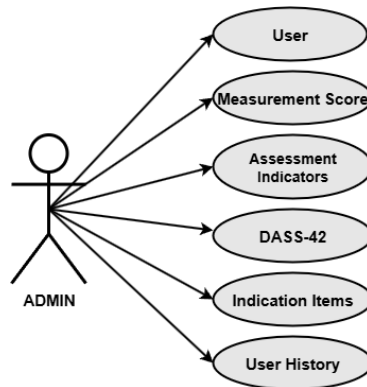 User
Measurement Score
Assessment
Indicators
DASS-42
Indication Items
User History
ADMIN